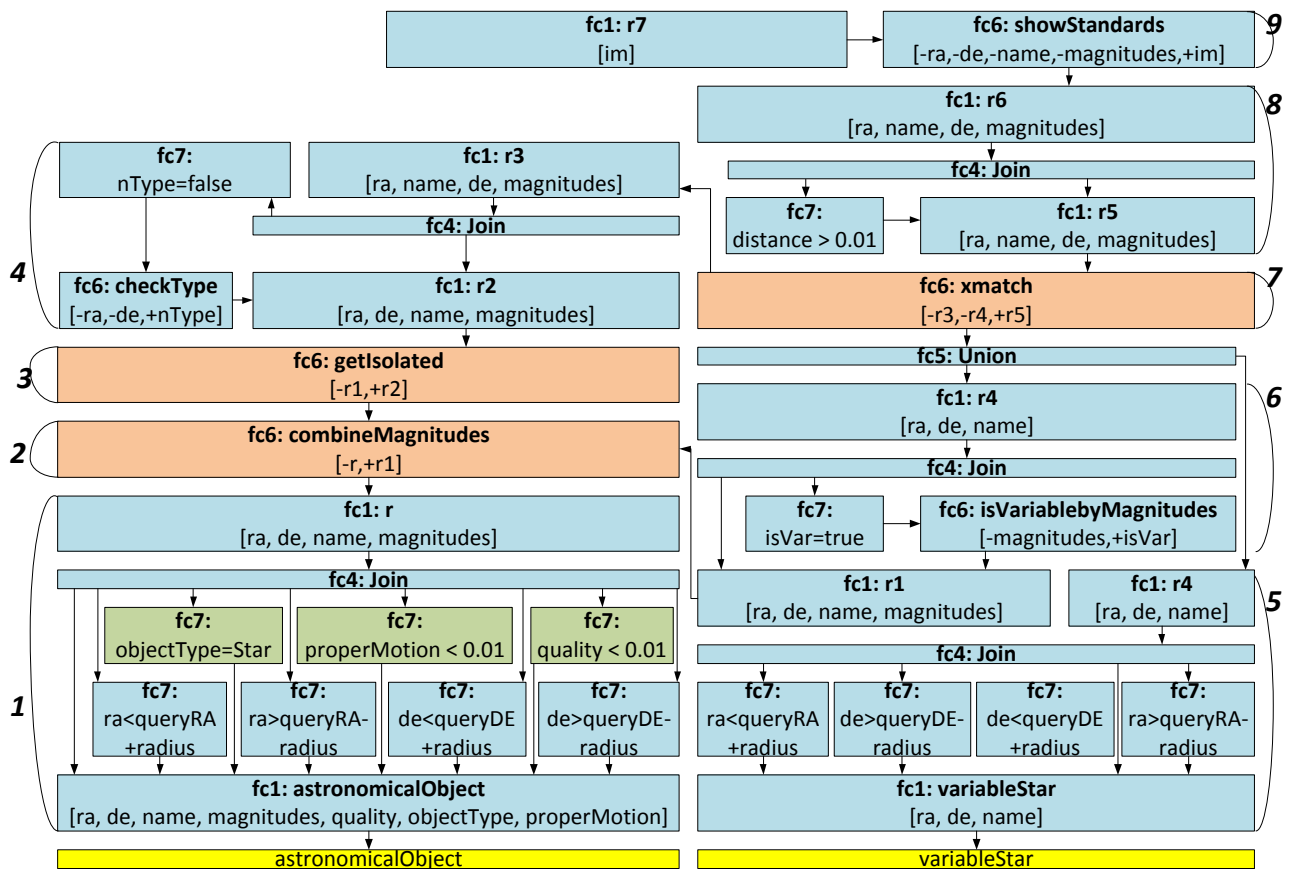 fc1: r7
[im]
fc6: showStandards
[-ra,-de,-name,-magnitudes,+im]
9
fc1: r6
[ra, name, de, magnitudes]
8
fc4: Join
fc7:
distance > 0.01
fc1: r5
[ra, name, de, magnitudes]
fc7:
nType=false
fc1: r3
[ra, name, de, magnitudes]
fc4: Join
4
fc6: checkType
[-ra,-de,+nType]
fc1: r2
[ra, de, name, magnitudes]
fc6: xmatch
[-r3,-r4,+r5]
7
3
fc6: getIsolated
[-r1,+r2]
fc5: Union
fc1: r4
[ra, de, name]
6
2
fc6: combineMagnitudes
[-r,+r1]
fc4: Join
fc7:
isVar=true
fc6: isVariablebyMagnitudes
[-magnitudes,+isVar]
fc1: r
[ra, de, name, magnitudes]
fc4: Join
fc1: r1
[ra, de, name, magnitudes]
fc1: r4
[ra, de, name]
5
fc7:
objectType=Star
fc7:
properMotion < 0.01
fc7:
quality < 0.01
fc4: Join
1
fc7:
ra<queryRA
+radius
fc7:
ra>queryRA-
radius
fc7:
de<queryDE
+radius
fc7:
de>queryDE-
radius
fc7:
ra<queryRA
+radius
fc7:
de>queryDE-
radius
fc7:
de<queryDE
+radius
fc7:
ra>queryRA-
radius
fc1: astronomicalObject
[ra, de, name, magnitudes, quality, objectType, properMotion]
fc1: variableStar
[ra, de, name]
astronomicalObject
variableStar